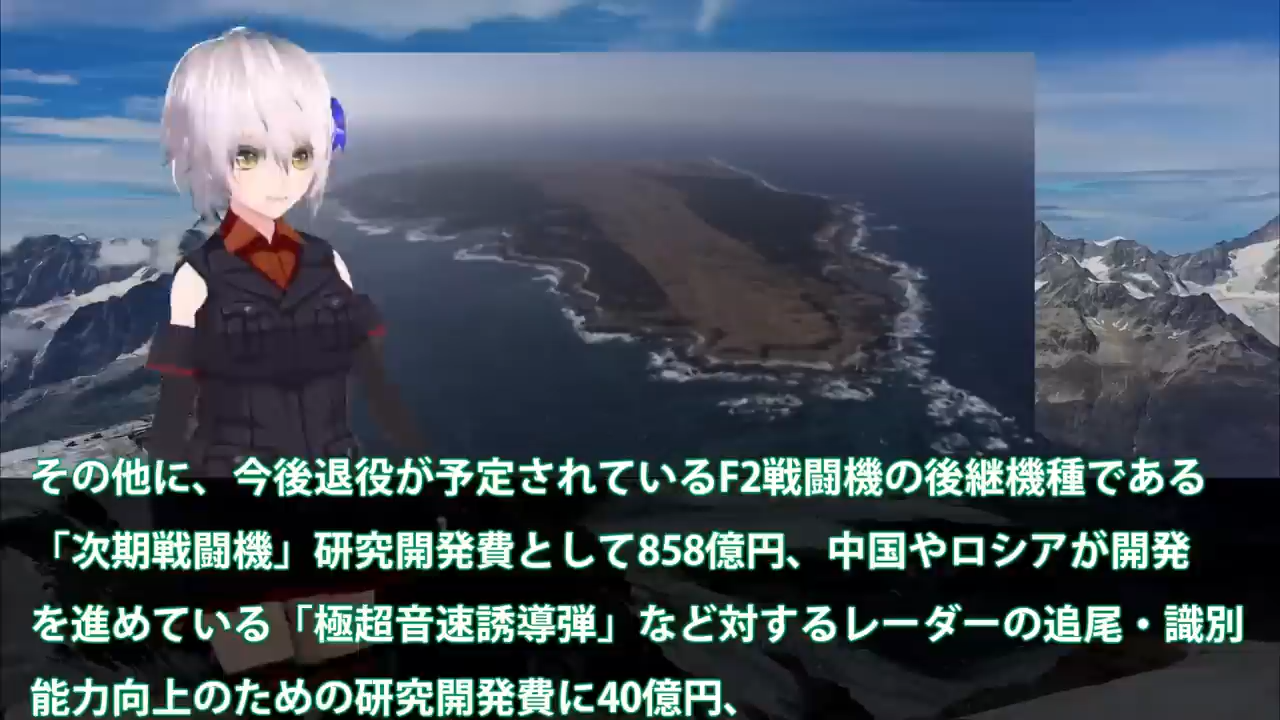 その他に、今後退役が予定されているF2戦闘機の後継機種である
「次期戦闘機」研究開発費として858億円、中国やロシアが開発
を進めている「極超音速誘導弾」など対するレーダーの追尾・識別
能力向上のための研究開発費に40億円、